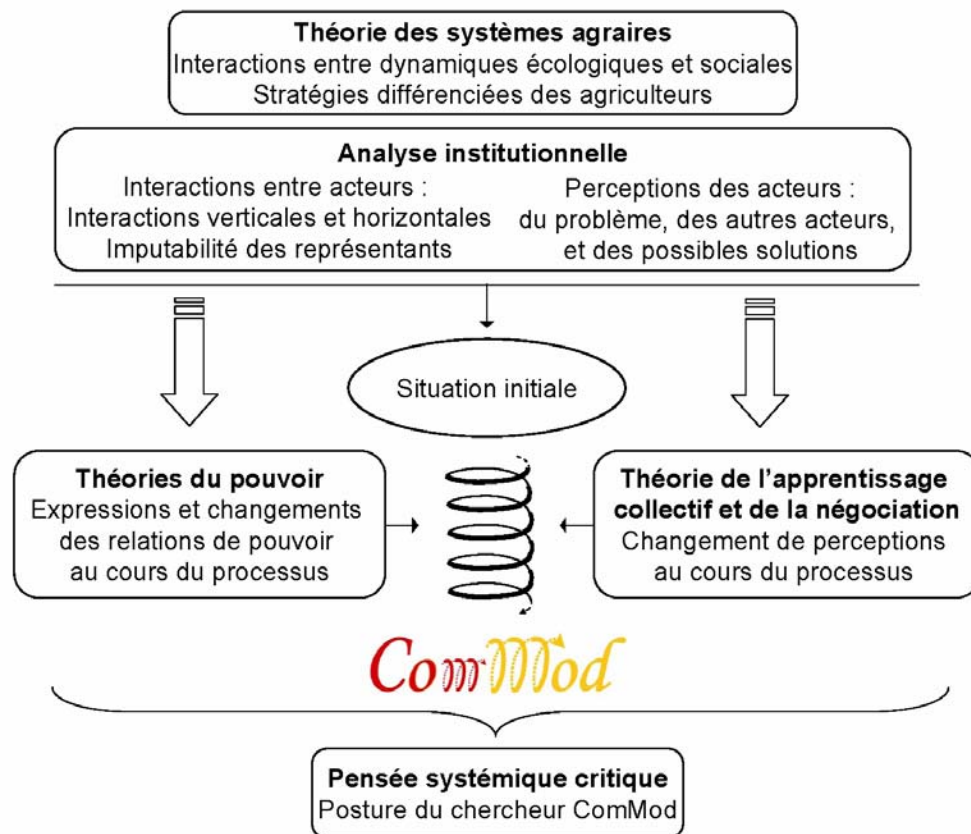 Théorie des systèmes agraires
Interactions entre dynamiques écologiques et sociales
Stratégies différenciées des agriculteurs
Analyse institutionnelle
Interactions entre acteurs :
Interactions verticales et horizontales
Imputabilité des représentants
Perceptions des acteurs :
du problème, des autres acteurs,
et des possibles solutions
Situation initiale
Théories du pouvoir
Expressions et changements
des relations de pouvoir
au cours du processus
Théorie de l'apprentissage
collectif et de la négociation
Changement de perceptions
au cours du processus
ComMod
Pensée systémique critique
Posture du chercheur ComMod